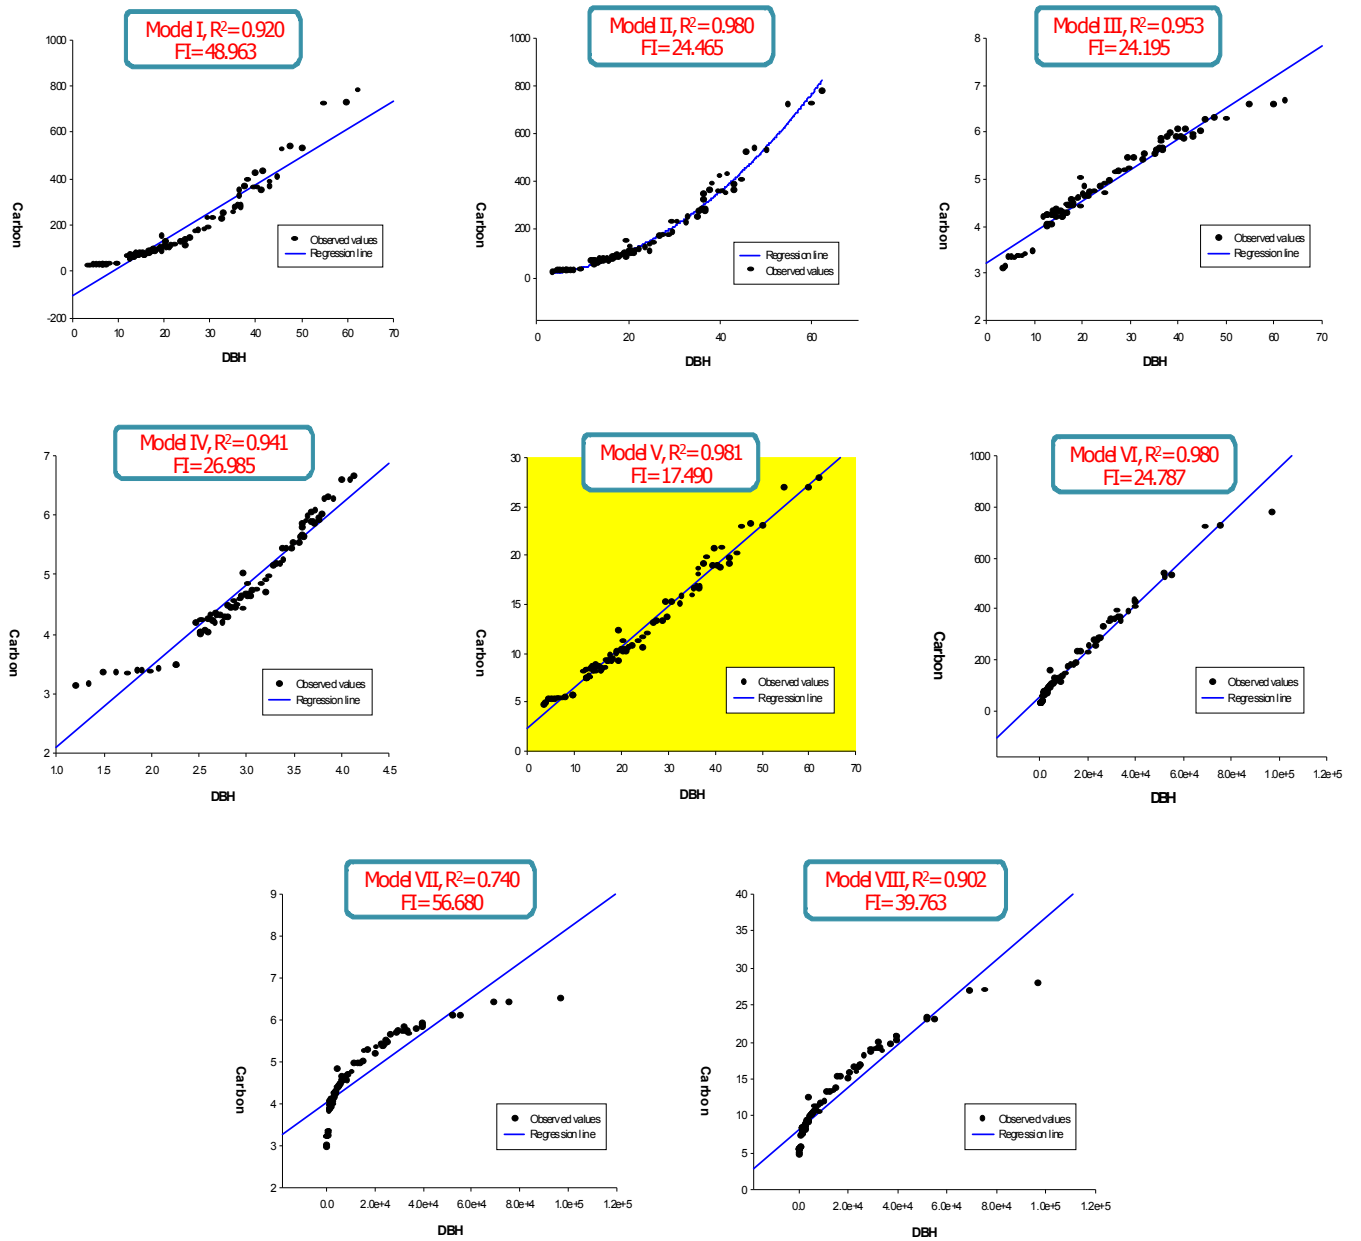 Model I, R²= 0.920
FI= 48.963
1000
800
600
400
200
0
-200
Carbon
Observed values
Regression line
0 10 20 30 40 50 60 70
DBH
Model II, R²= 0.980
FI= 24.465
1000
800
600
400
200
0
Carbon
Regression line
Observed values
0 20 40 60
DBH
Model III, R²= 0.953
FI= 24.195
8
7
6
5
4
3
2
Carbon
Observed values
Regression line
0 10 20 30 40 50 60 70
DBH
Model IV, R²= 0.941
FI= 26.985
7
6
5
4
3
2
Carbon
Observed values
Regression line
1.0 1.5 2.0 2.5 3.0 3.5 4.0 4.5
DBH
Model V, R²= 0.981
FI= 17.490
30
25
20
15
10
5
0
Carbon
Observed values
Regression line
0 10 20 30 40 50 60 70
DBH
Model VI, R²= 0.980
FI= 24.787
1000
800
600
400
200
0
Carbon
Observed values
Regression line
0.0 2.0e+4 4.0e+4 6.0e+4 8.0e+4 1.0e+5 1.2e+5
DBH
Model VII, R²= 0.740
FI= 56.680
9
8
7
6
5
4
3
2
Carbon
Observed values
Regression line
0.0 2.0e+4 4.0e+4 6.0e+4 8.0e+4 1.0e+5 1.2e+5
DBH
Model VIII, R²= 0.902
FI= 39.763
40
35
30
25
20
15
10
5
0
Carbon
Observed values
Regression line
0.0 2.0e+4 4.0e+4 6.0e+4 8.0e+4 1.0e+5 1.2e+5
DBH